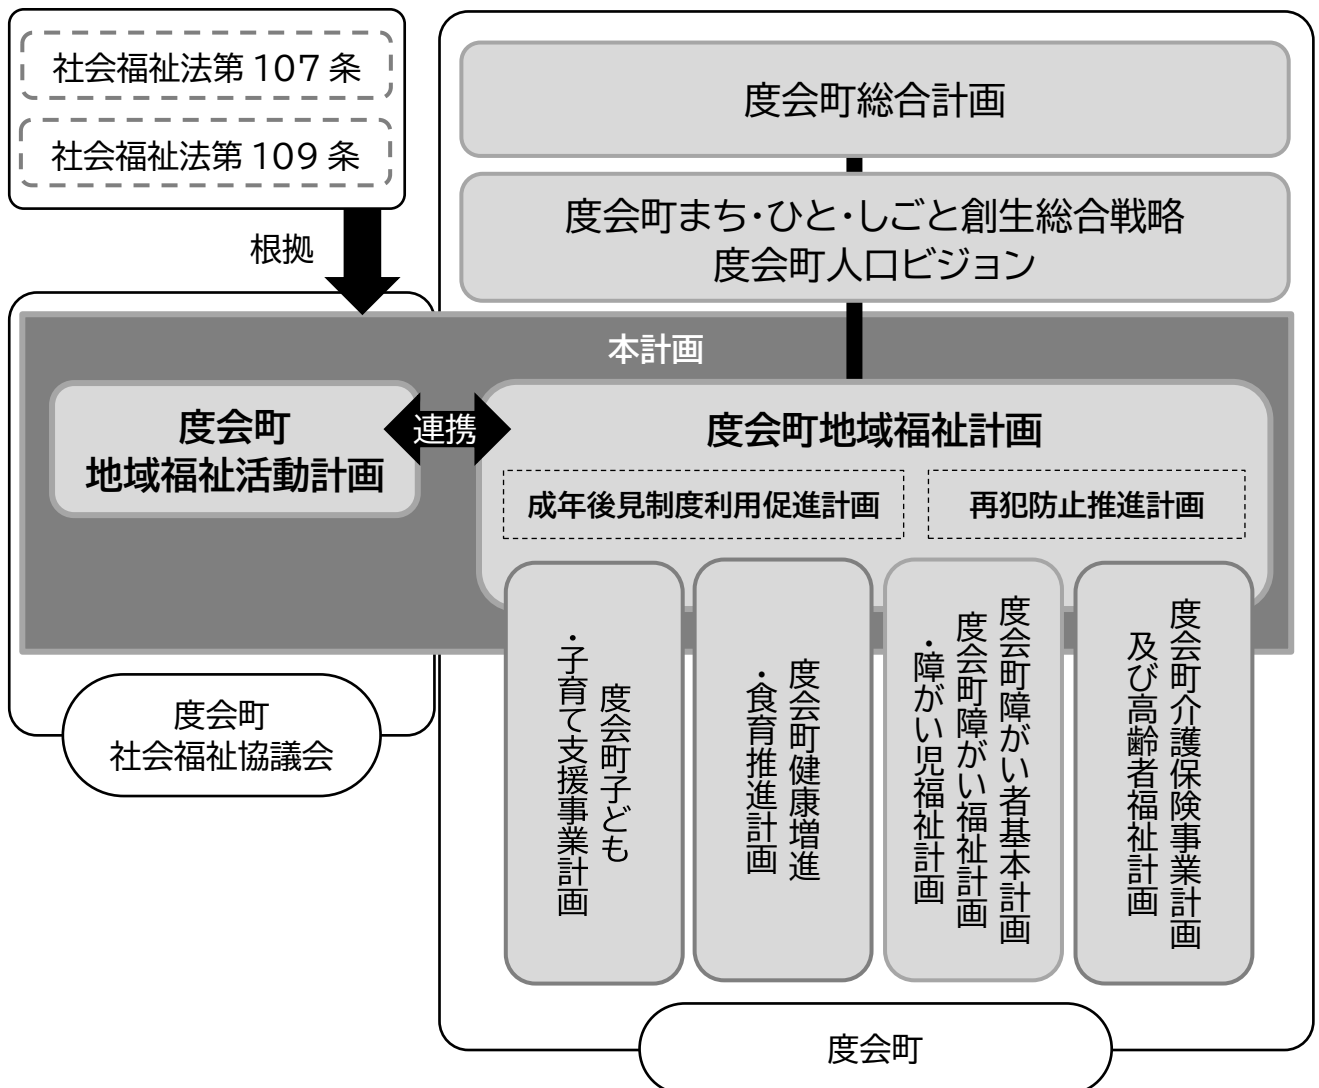 社会福祉法第 107 条
社会福祉法第 109 条
根拠
度会町総合計画
度会町まち・ひと・しごと創生総合戦略
度会町人口ビジョン
本計画
度会町
地域福祉活動計画
連携
度会町地域福祉計画
成年後見制度利用促進計画
再犯防止推進計画
度会町子ども
・子育て支援事業計画
度会町健康増進
・食育推進計画
度会町障がい者基本計画
度会町障がい福祉計画
・障がい児福祉計画
度会町介護保険事業計画
及び高齢者福祉計画
度会町
社会福祉協議会
度会町